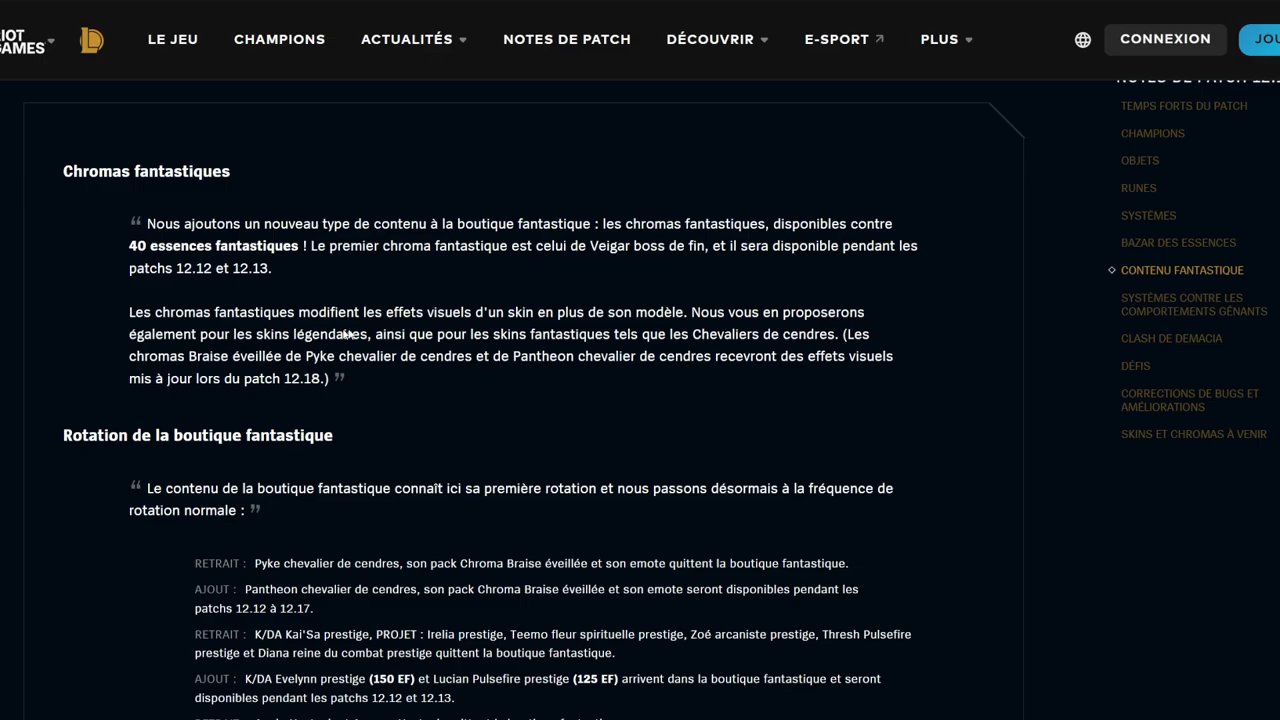 IOT
GAMES
LE JEU
CHAMPIONS
ACTUALITÉS
NOTES DE PATCH
DÉCOUVRIR
E-SPORT
PLUS
CONNEXION
JOU
NOTES DE PATCH 12.1
TEMPS FORTS DU PATCH
CHAMPIONS
OBJETS
RUNES
SYSTÈMES
BAZAR DES ESSENCES
CONTENU FANTASTIQUE
SYSTÈMES CONTRE LES
COMPORTEMENTS GÊNANTS
CLASH DE DEMACIA
DÉFIS
CORRECTIONS DE BUGS ET
AMÉLIORATIONS
SKINS ET CHROMAS À VENIR
Chromas fantastiques
“ Nous ajoutons un nouveau type de contenu à la boutique fantastique : les chromas fantastiques, disponibles contre
40 essences fantastiques ! Le premier chroma fantastique est celui de Veigar boss de fin, et il sera disponible pendant les
patchs 12.12 et 12.13.
Les chromas fantastiques modifient les effets visuels d'un skin en plus de son modèle. Nous vous en proposerons
également pour les skins légendaires, ainsi que pour les skins fantastiques tels que les Chevaliers de cendres. (Les
chromas Braise éveillée de Pyke chevalier de cendres et de Pantheon chevalier de cendres recevront des effets visuels
mis à jour lors du patch 12.18.) ”
Rotation de la boutique fantastique
“ Le contenu de la boutique fantastique connaît ici sa première rotation et nous passons désormais à la fréquence de
rotation normale : ”
RETRAIT : Pyke chevalier de cendres, son pack Chroma Braise éveillée et son emote quittent la boutique fantastique.
AJOUT : Pantheon chevalier de cendres, son pack Chroma Braise éveillée et son emote seront disponibles pendant les
patchs 12.12 à 12.17.
RETRAIT : K/DA Kai'Sa prestige, PROJET : Irelia prestige, Teemo fleur spirituelle prestige, Zoé arcaniste prestige, Thresh Pulsefire
prestige et Diana reine du combat prestige quittent la boutique fantastique.
AJOUT : K/DA Evelynn prestige (150 EF) et Lucian Pulsefire prestige (125 EF) arrivent dans la boutique fantastique et seront
disponibles pendant les patchs 12.12 et 12.13.